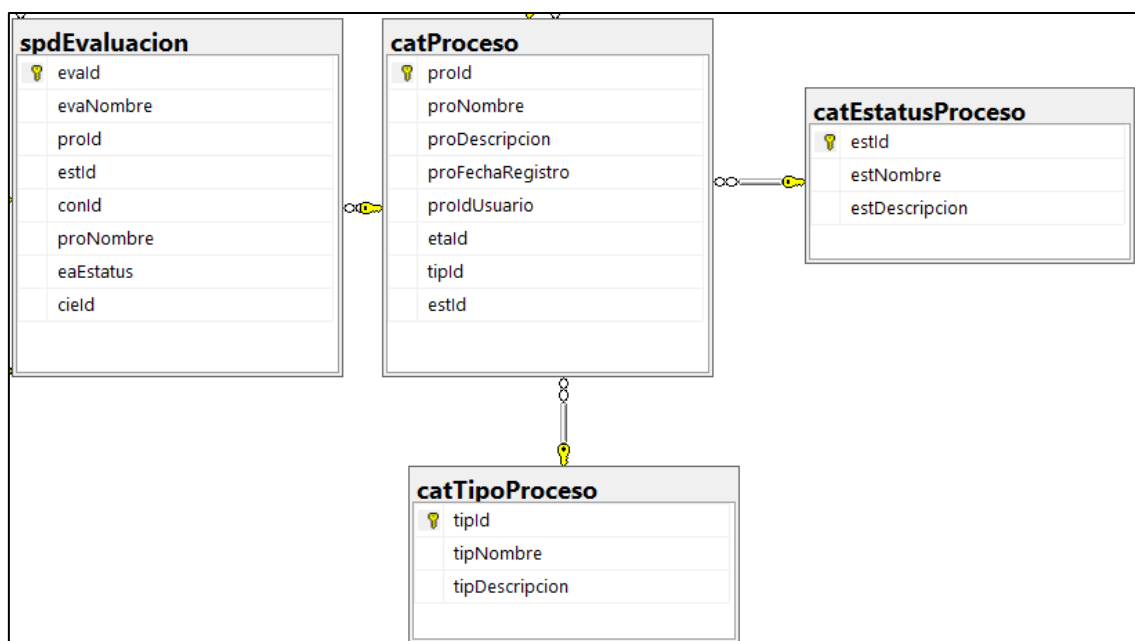 spdEvaluacion
evaId
evaNombre
proId
estId
conId
proNombre
eaEstatus
cieId
catProceso
proId
proNombre
proDescripcion
proFechaRegistro
proIdUsuario
etaId
tipId
estId
catEstatusProceso
estId
estNombre
estDescripcion
catTipoProceso
tipId
tipNombre
tipDescripcion